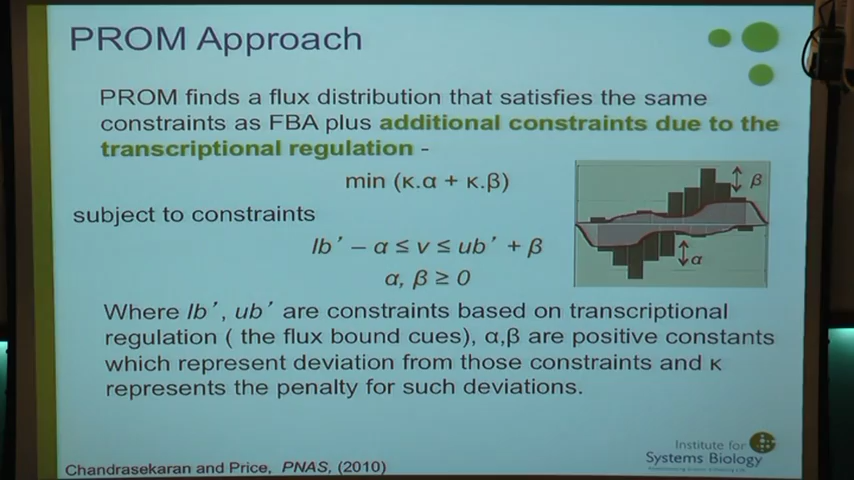 PROM Approach
PROM finds a flux distribution that satisfies the same
constraints as FBA plus additional constraints due to the
transcriptional regulation -
min (κ.α + κ.β)
subject to constraints
lb′ – α ≤ v ≤ ub′ + β
α, β ≥ 0
β
α
Where lb′, ub′ are constraints based on transcriptional
regulation ( the flux bound cues), α,β are positive constants
which represent deviation from those constraints and κ
represents the penalty for such deviations.
Chandrasekaran and Price, PNAS, (2010)
Institute for
Systems Biology